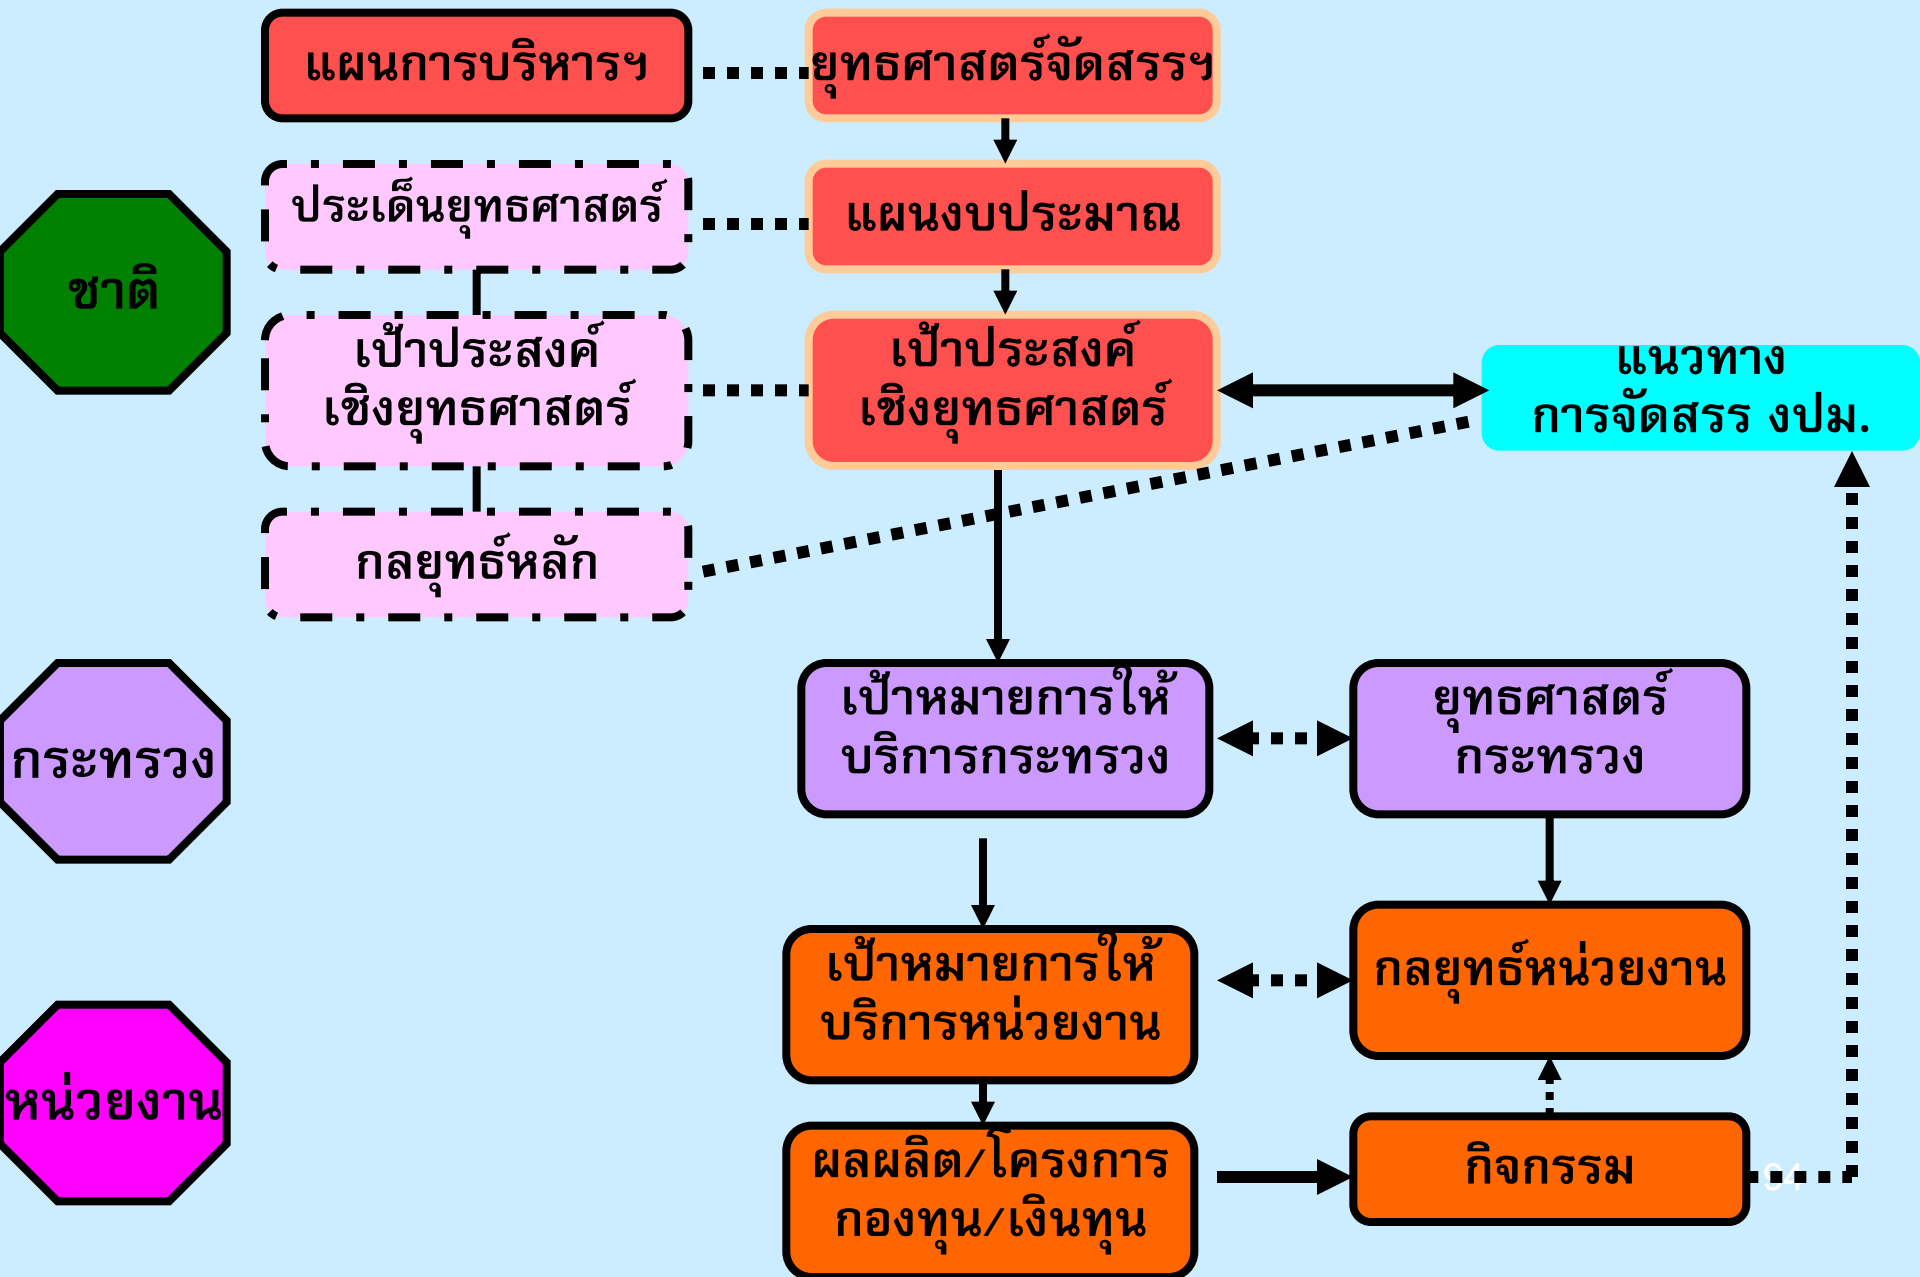 แผนการบริหารฯ
ยุทธศาสตร์จัดสรรฯ
ประเด็นยุทธศาสตร์
แผนงบประมาณ
ชาติ
เป้าประสงค์
เชิงยุทธศาสตร์
เป้าประสงค์
เชิงยุทธศาสตร์
แนวทาง
การจัดสรร งปม.
กลยุทธ์หลัก
กระทรวง
เป้าหมายการให้
บริการกระทรวง
ยุทธศาสตร์
กระทรวง
เป้าหมายการให้
บริการหน่วยงาน
กลยุทธ์หน่วยงาน
หน่วยงาน
ผลผลิต/โครงการ
กองทุน/เงินทุน
กิจกรรม
94